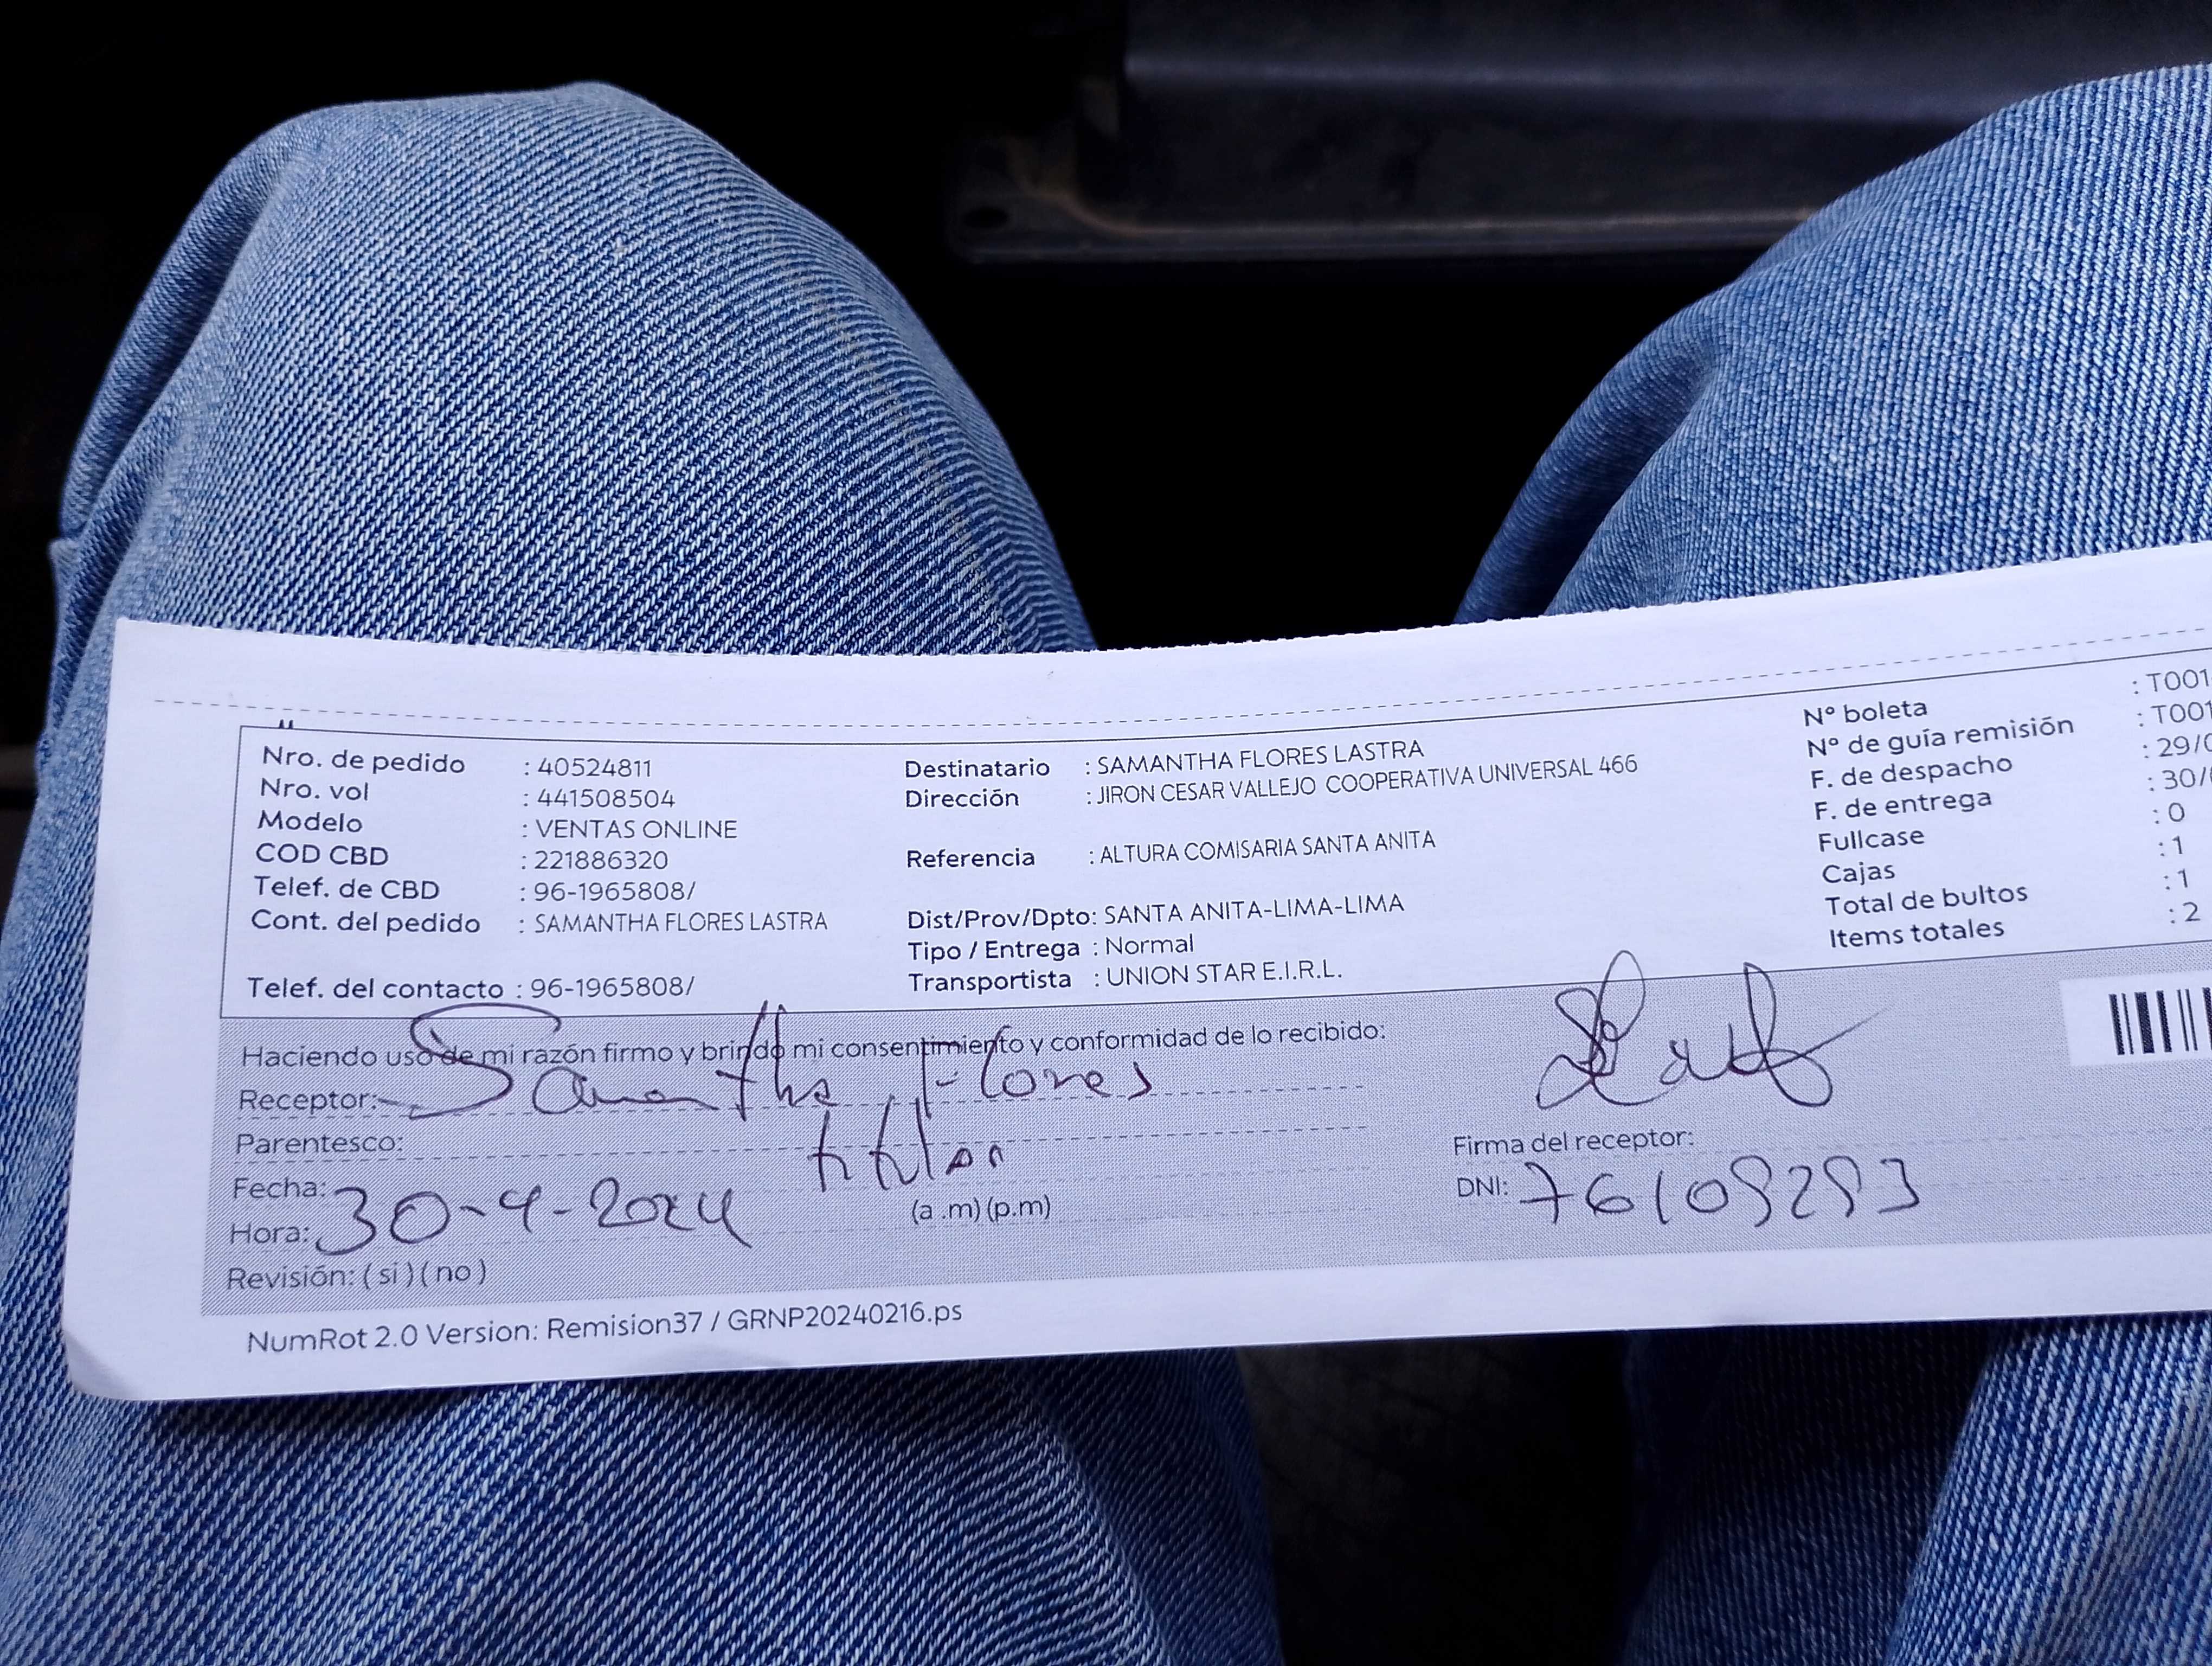 Nro. de pedido : 40524811
Nro. vol : 441508504
Modelo : VENTAS ONLINE
COD CBD : 221886320
Telef. de CBD : 96-1965808/
Cont. del pedido : SAMANTHA FLORES LASTRA
Telef. del contacto : 96-1965808/
Destinatario : SAMANTHA FLORES LASTRA
Dirección : JIRON CESAR VALLEJO COOPERATIVA UNIVERSAL 466
Referencia : ALTURA COMISARIA SANTA ANITA
Dist/Prov/Dpto: SANTA ANITA-LIMA-LIMA
Tipo / Entrega : Normal
Transportista : UNION STAR E.I.R.L.
N° boleta : T001
N° de guía remisión : T001
F. de despacho : 29/
F. de entrega : 30/
Fullcase : 0
Cajas : 1
Total de bultos : 1
Items totales : 2
Haciendo uso de mi razón firmo y brindo mi consentimiento y conformidad de lo recibido:
Receptor: Samantha Flores
Parentesco: titular
Fecha: 30-4-2024
Hora: (a .m) (p.m)
Revisión: ( si ) ( no )
Firma del receptor:
DNI:
NumRot 2.0 Version: Remision37 / GRNP20240216.ps